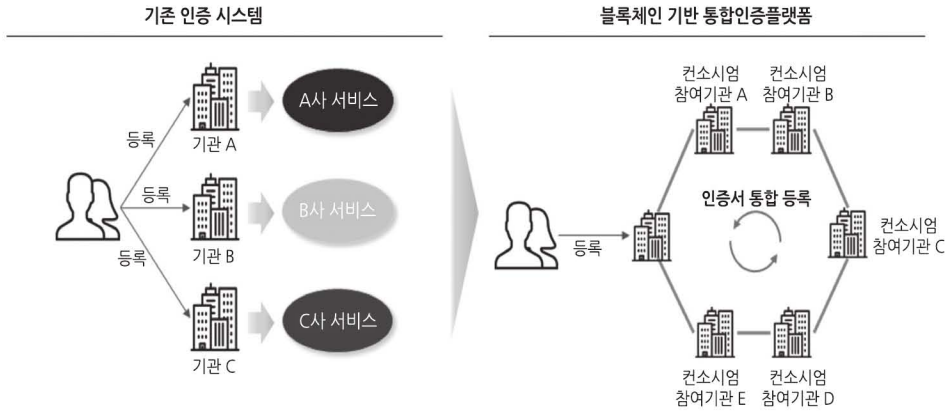 기존 인증 시스템
등록
기관 A
A사 서비스
등록
기관 B
B사 서비스
등록
기관 C
C사 서비스
블록체인 기반 통합인증플랫폼
등록
컨소시엄
참여기관 A
컨소시엄
참여기관 B
인증서 통합 등록
컨소시엄
참여기관 C
컨소시엄
참여기관 E
컨소시엄
참여기관 D